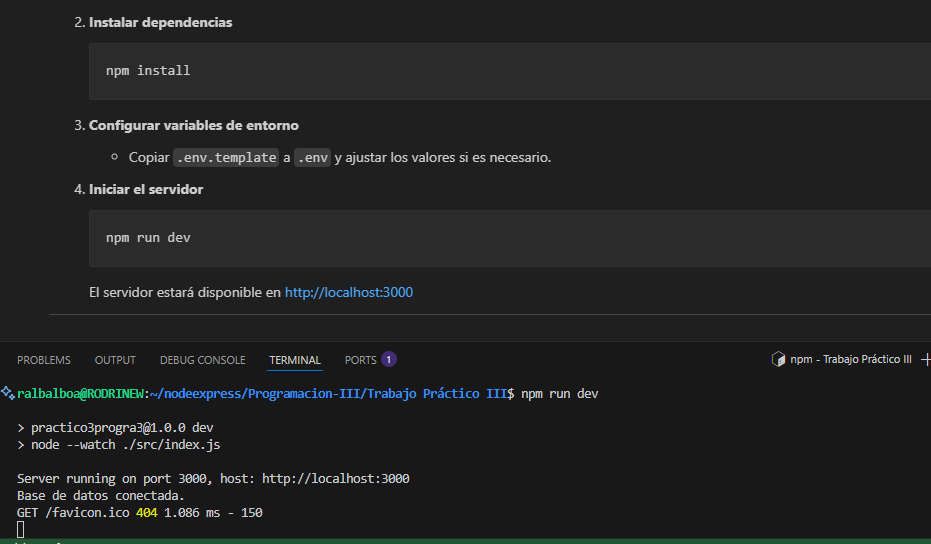 2. Instalar dependencias
npm install
3. Configurar variables de entorno
Copiar .env.template a .env y ajustar los valores si es necesario.
4. Iniciar el servidor
npm run dev
El servidor estará disponible en http://localhost:3000
PROBLEMS OUTPUT DEBUG CONSOLE TERMINAL PORTS 1 npm - Trabajo Práctico III
ralbalboa@RODRINEW:~/nodeexpress/Programacion-III/Trabajo Práctico III$ npm run dev
> practico3progra3@1.0.0 dev
> node --watch ./src/index.js
Server running on port 3000, host: http://localhost:3000
Base de datos conectada.
GET /favicon.ico 404 1.086 ms - 150